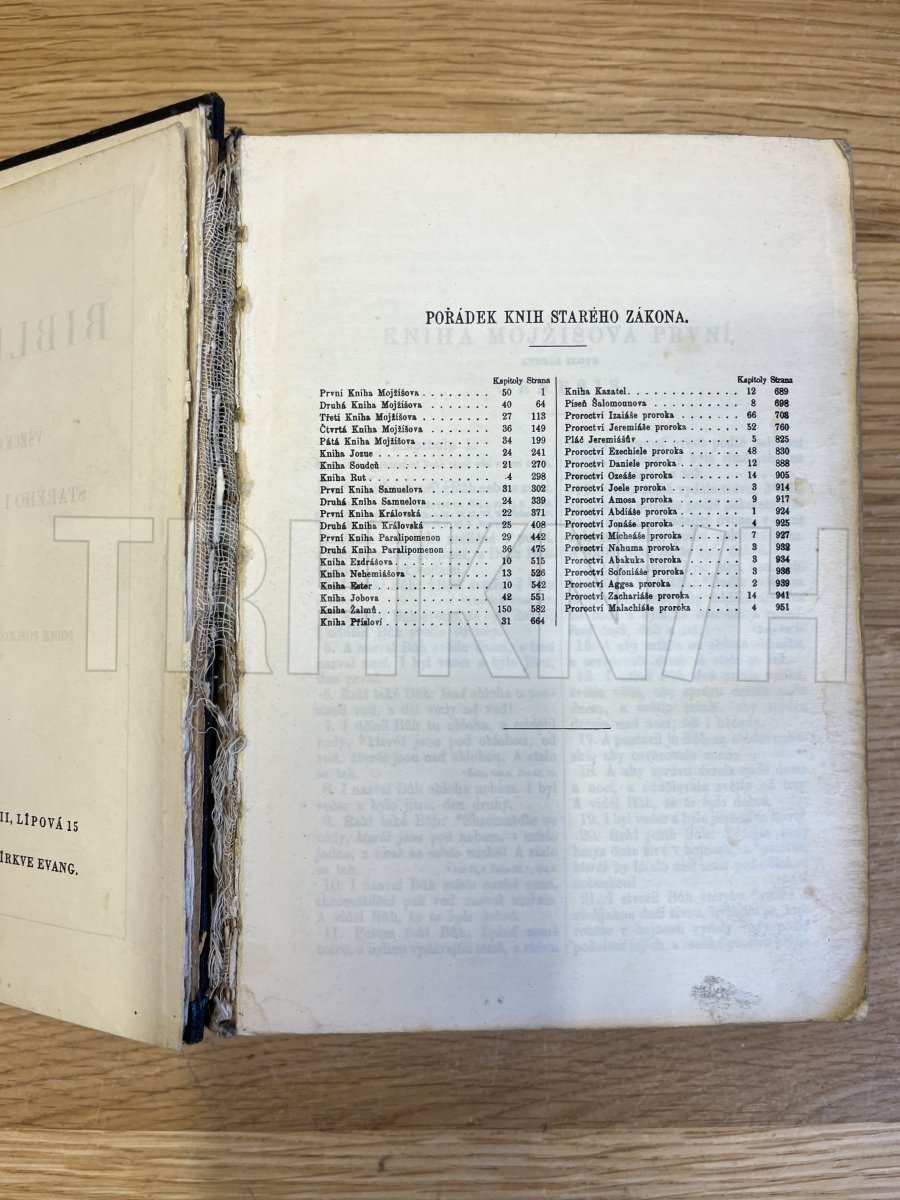 BIBL
VŠECK
STARÉHO I
II, LÍPOVÁ 15
ÍRKVE EVANG.
POŘÁDEK KNIH STARÉHO ZÁKONA.
KNIHA MOJŽÍŠOVA PRVNÍ,
Kapitoly Strana
První Kniha Mojžíšova . . . . . . . . 50 1
Druhá Kniha Mojžíšova . . . . . . . . 40 64
Třetí Kniha Mojžíšova . . . . . . . . 27 113
Čtvrtá Kniha Mojžíšova . . . . . . . . 36 149
Pátá Kniha Mojžíšova . . . . . . . . 34 199
Kniha Josue . . . . . . . . 24 241
Kniha Soudců . . . . . . . . 21 270
Kniha Rut . . . . . . . . 4 298
První Kniha Samuelova . . . . . . . . 31 302
Druhá Kniha Samuelova . . . . . . . . 24 339
První Kniha Královská . . . . . . . . 22 371
Druhá Kniha Královská . . . . . . . . 25 408
První Kniha Paralipomenon . . . . . . 29 442
Druhá Kniha Paralipomenon . . . . . . 36 475
Kniha Ezdrášova . . . . . . . . 10 515
Kniha Nehemiášova . . . . . . . . 13 526
Kniha Ester . . . . . . . . 10 542
Kniha Jobova . . . . . . . . 42 551
Kniha Žalmů . . . . . . . . 150 582
Kniha Přísloví . . . . . . . . 31 664
Kapitoly Strana
Kniha Kazatel . . . . . . . . 12 689
Píseň Šalomounova . . . . . . . . 8 698
Proroctví Izaiáše proroka . . . . . . 66 708
Proroctví Jeremiáše proroka . . . . . 52 760
Pláč Jeremiášův . . . . . . . . 5 825
Proroctví Ezechiele proroka . . . . . 48 830
Proroctví Daniele proroka . . . . . . 12 888
Proroctví Ozeáše proroka . . . . . . 14 905
Proroctví Joele proroka . . . . . . 3 914
Proroctví Amosa proroka . . . . . . 9 917
Proroctví Abdiáše proroka . . . . . . 1 924
Proroctví Jonáše proroka . . . . . . 4 925
Proroctví Micheáše proroka . . . . . 7 927
Proroctví Nahuma proroka . . . . . . 3 932
Proroctví Abakuka proroka . . . . . . 3 934
Proroctví Sofoniáše proroka . . . . . 3 936
Proroctví Aggea proroka . . . . . . 2 939
Proroctví Zachariáše proroka . . . . . 14 941
Proroctví Malachiáše proroka . . . . . 4 951